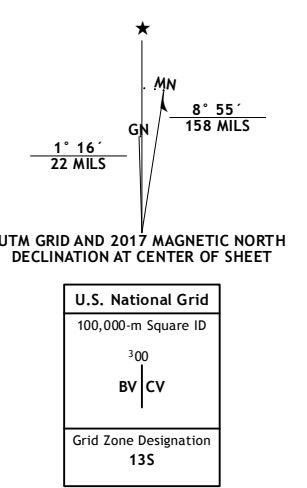 ★
MN
GN
8° 55´
158 MILS
1° 16´
22 MILS
UTM GRID AND 2017 MAGNETIC NORTH
DECLINATION AT CENTER OF SHEET
U.S. National Grid
100,000-m Square ID
³00
BV CV
Grid Zone Designation
13S